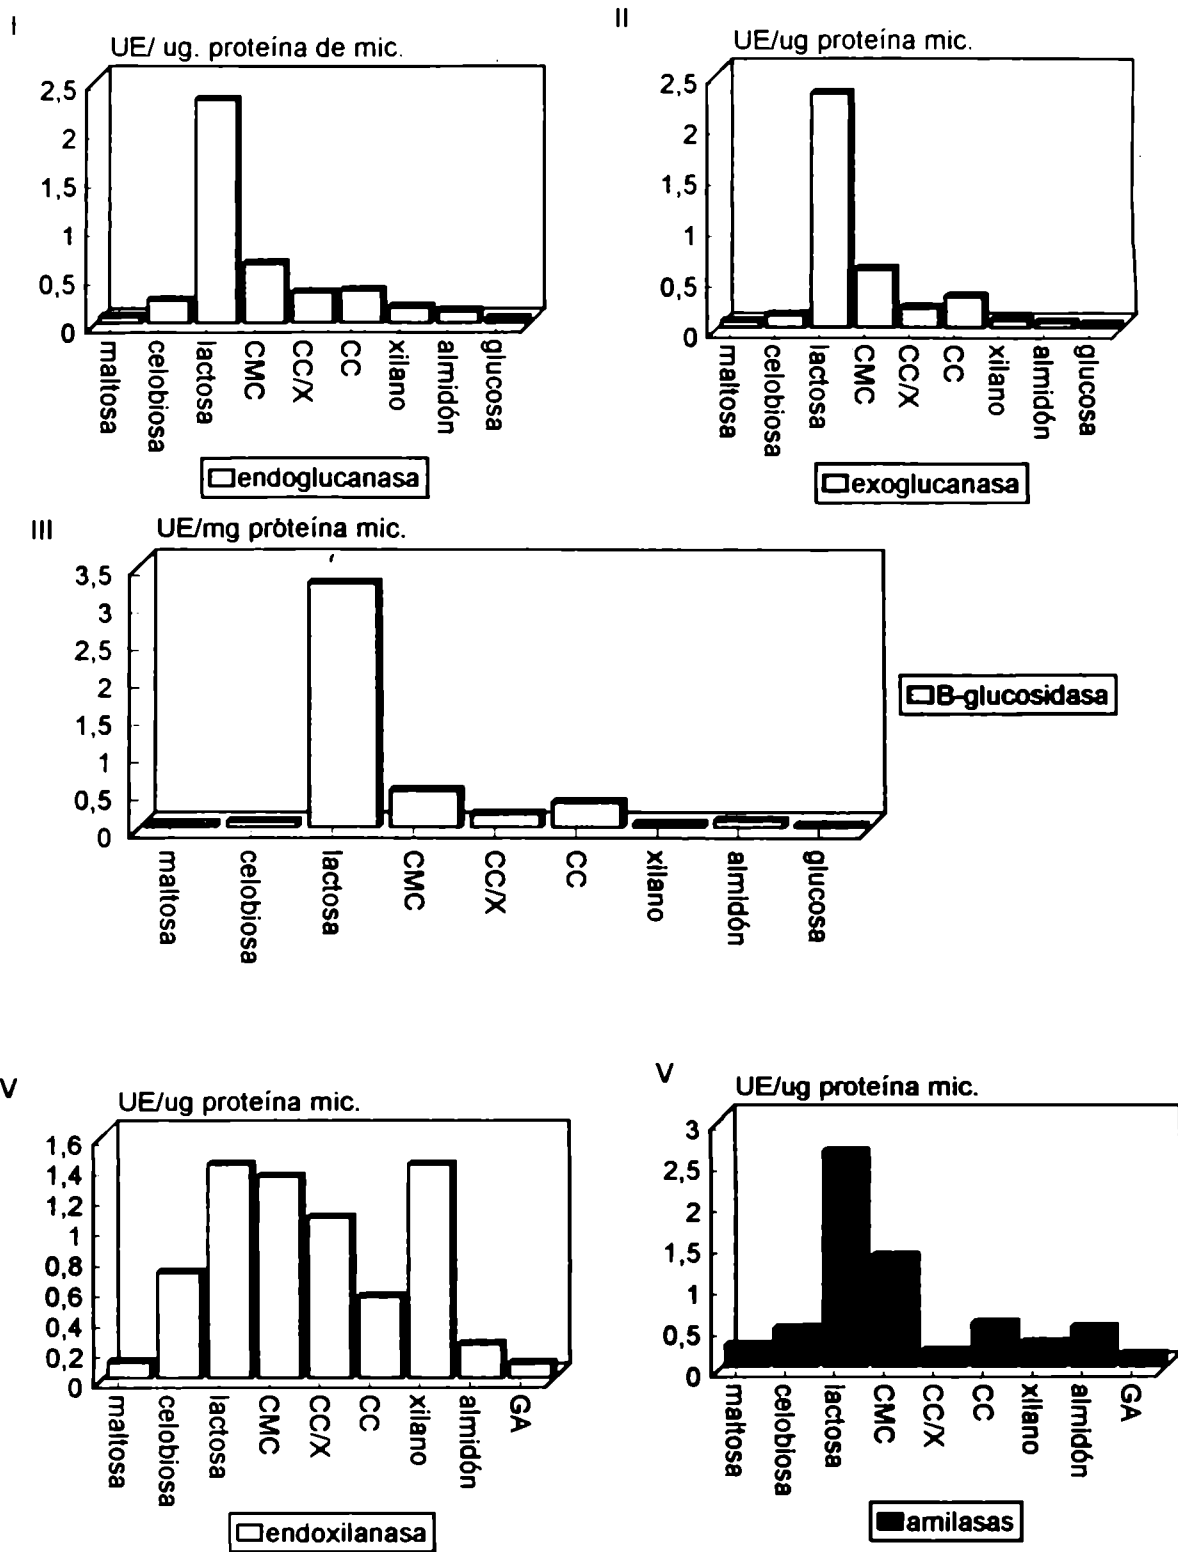 I
UE/ ug. proteína de mic.
2,5
2
1,5
1
0,5
0
maltosa
celobiosa
lactosa
CMC
CC/X
CC
xilano
almidón
glucosa
endoglucanasa
II
UE/ug proteína mic.
2,5
2
1,5
1
0,5
0
maltosa
celobiosa
lactosa
CMC
CC/X
CC
xilano
almidón
glucosa
exoglucanasa
III
UE/mg proteína mic.
3,5
3
2,5
2
1,5
1
0,5
0
maltosa
celobiosa
lactosa
CMC
CC/X
CC
xilano
almidón
glucosa
B-glucosidasa
V
UE/ug proteína mic.
1,6
1,4
1,2
1
0,8
0,6
0,4
0,2
0
maltosa
celobiosa
lactosa
CMC
CC/X
CC
xilano
almidón
GA
endoxilanasa
V
UE/ug proteína mic.
3
2,5
2
1,5
1
0,5
0
maltosa
celobiosa
lactosa
CMC
CC/X
CC
xilano
almidón
GA
amilasas